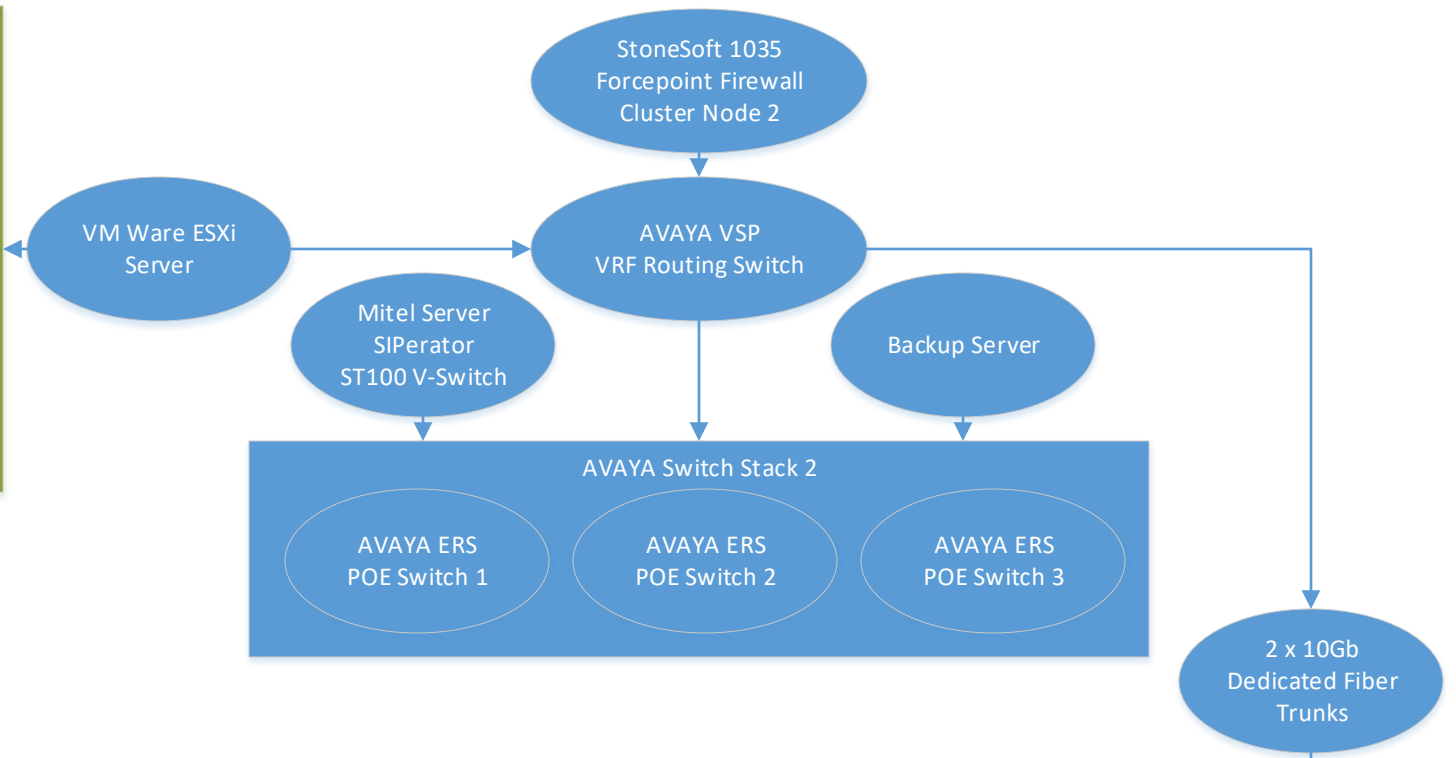 StoneSoft 1035
Forcepoint Firewall
Cluster Node 2
VM Ware ESXi
Server
AVAYA VSP
VRF Routing Switch
Mitel Server
SIPerator
ST100 V-Switch
Backup Server
AVAYA Switch Stack 2
AVAYA ERS
POE Switch 1
AVAYA ERS
POE Switch 2
AVAYA ERS
POE Switch 3
2 x 10Gb
Dedicated Fiber
Trunks